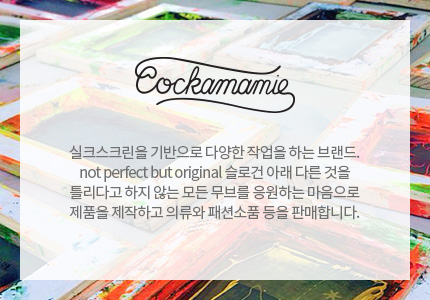 Cockamamie
실크스크린을 기반으로 다양한 작업을 하는 브랜드.
not perfect but original 슬로건 아래 다른 것을
틀리다고 하지 않는 모든 무브를 응원하는 마음으로
제품을 제작하고 의류와 패션소품 등을 판매합니다.